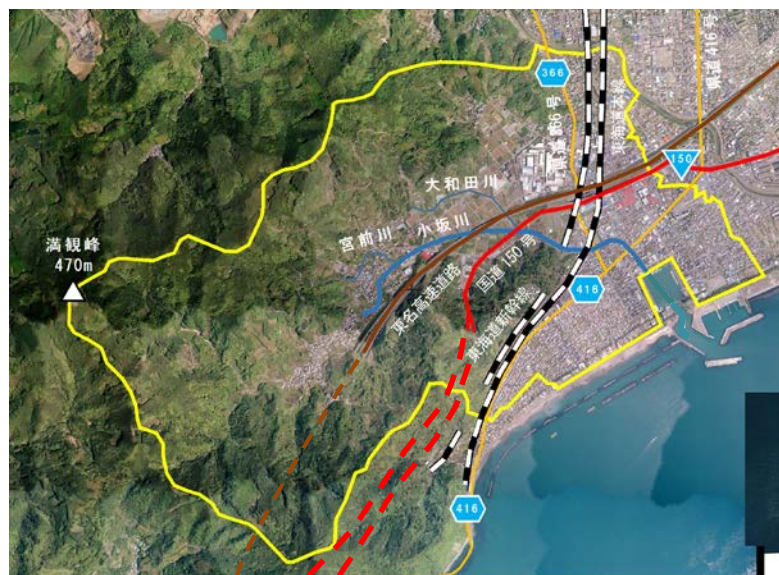 366
県道366号
東海道本線
県道416号
150
大和田川
小坂川
宮前川
満観峰
470m
東名高速道路
国道150号
東海道新幹線
416
416